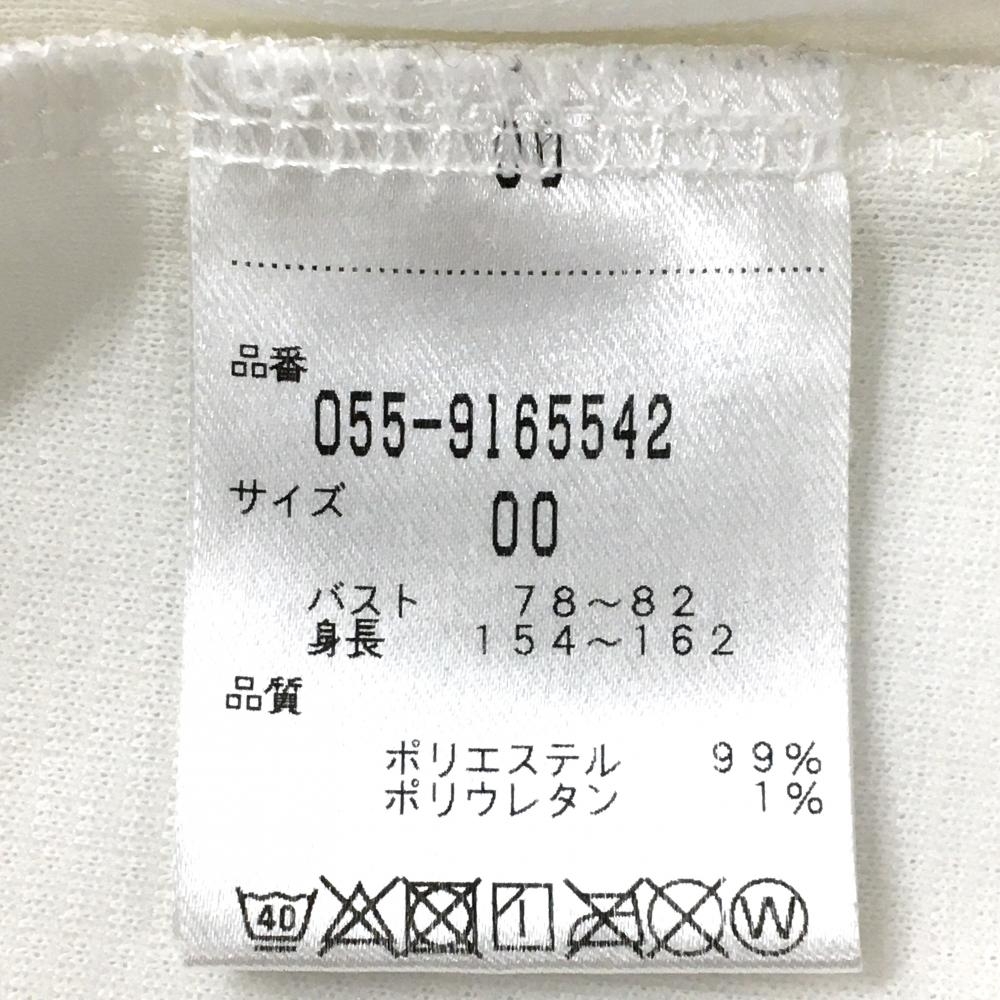 00
品番
055-9165542
サイズ
00
バスト 78～82
身長 154～162
品質
ポリエステル 99%
ポリウレタン 1%
40 W